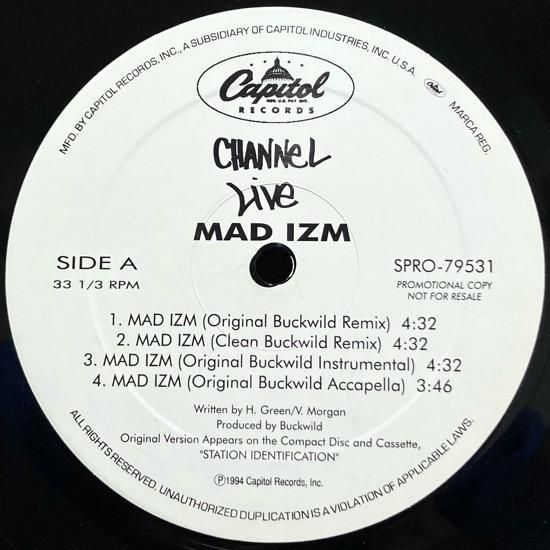 MFD. BY CAPITOL RECORDS, INC., A SUBSIDIARY OF CAPITOL INDUSTRIES, INC. U.S.A.
MARCA REG.
Capitol
RECORDS
REG. U.S. PAT. OFF.
CHANNEL
LIVE
MAD IZM
SIDE A
33 1/3 RPM
SPRO-79531
PROMOTIONAL COPY
NOT FOR RESALE
1. MAD IZM (Original Buckwild Remix) 4:32
2. MAD IZM (Clean Buckwild Remix) 4:32
3. MAD IZM (Original Buckwild Instrumental) 4:32
4. MAD IZM (Original Buckwild Accapella) 3:46
Written by H. Green/V. Morgan
Produced by Buckwild
Original Version Appears on the Compact Disc and Cassette,
"STATION IDENTIFICATION"
℗1994 Capitol Records, Inc.
ALL RIGHTS RESERVED. UNAUTHORIZED DUPLICATION IS A VIOLATION OF APPLICABLE LAWS.